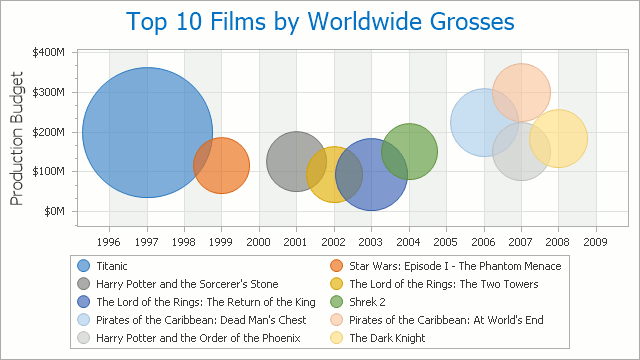 Top 10 Films by Worldwide Grosses
Production Budget
$400M
$300M
$200M
$100M
$0M
1996 1997 1998 1999 2000 2001 2002 2003 2004 2005 2006 2007 2008 2009
Titanic Star Wars: Episode I - The Phantom Menace
Harry Potter and the Sorcerer's Stone The Lord of the Rings: The Two Towers
The Lord of the Rings: The Return of the King Shrek 2
Pirates of the Caribbean: Dead Man's Chest Pirates of the Caribbean: At World's End
Harry Potter and the Order of the Phoenix The Dark Knight